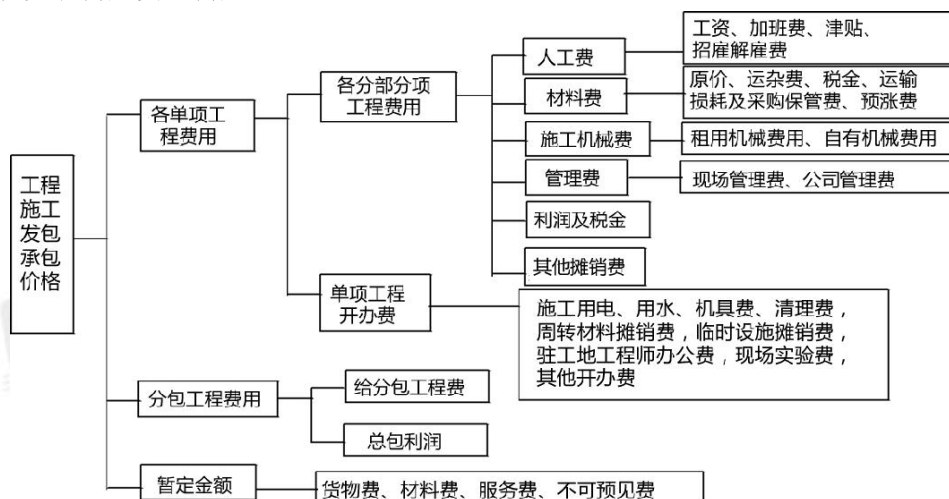 工程
施工
发包
承包
价格
各单项工
程费用
各分部分项
工程费用
人工费
工资、加班费、津贴、
招雇解雇费
材料费
原价、运杂费、税金、运输
损耗及采购保管费、预涨费
施工机械费
租用机械费用、自有机械费用
管理费
现场管理费、公司管理费
利润及税金
其他摊销费
单项工程
开办费
施工用电、用水、机具费、清理费，
周转材料摊销费，临时设施摊销费，
驻工地工程师办公费，现场实验费，
其他开办费
分包工程费用
给分包工程费
总包利润
暂定金额
货物费、材料费、服务费、不可预见费